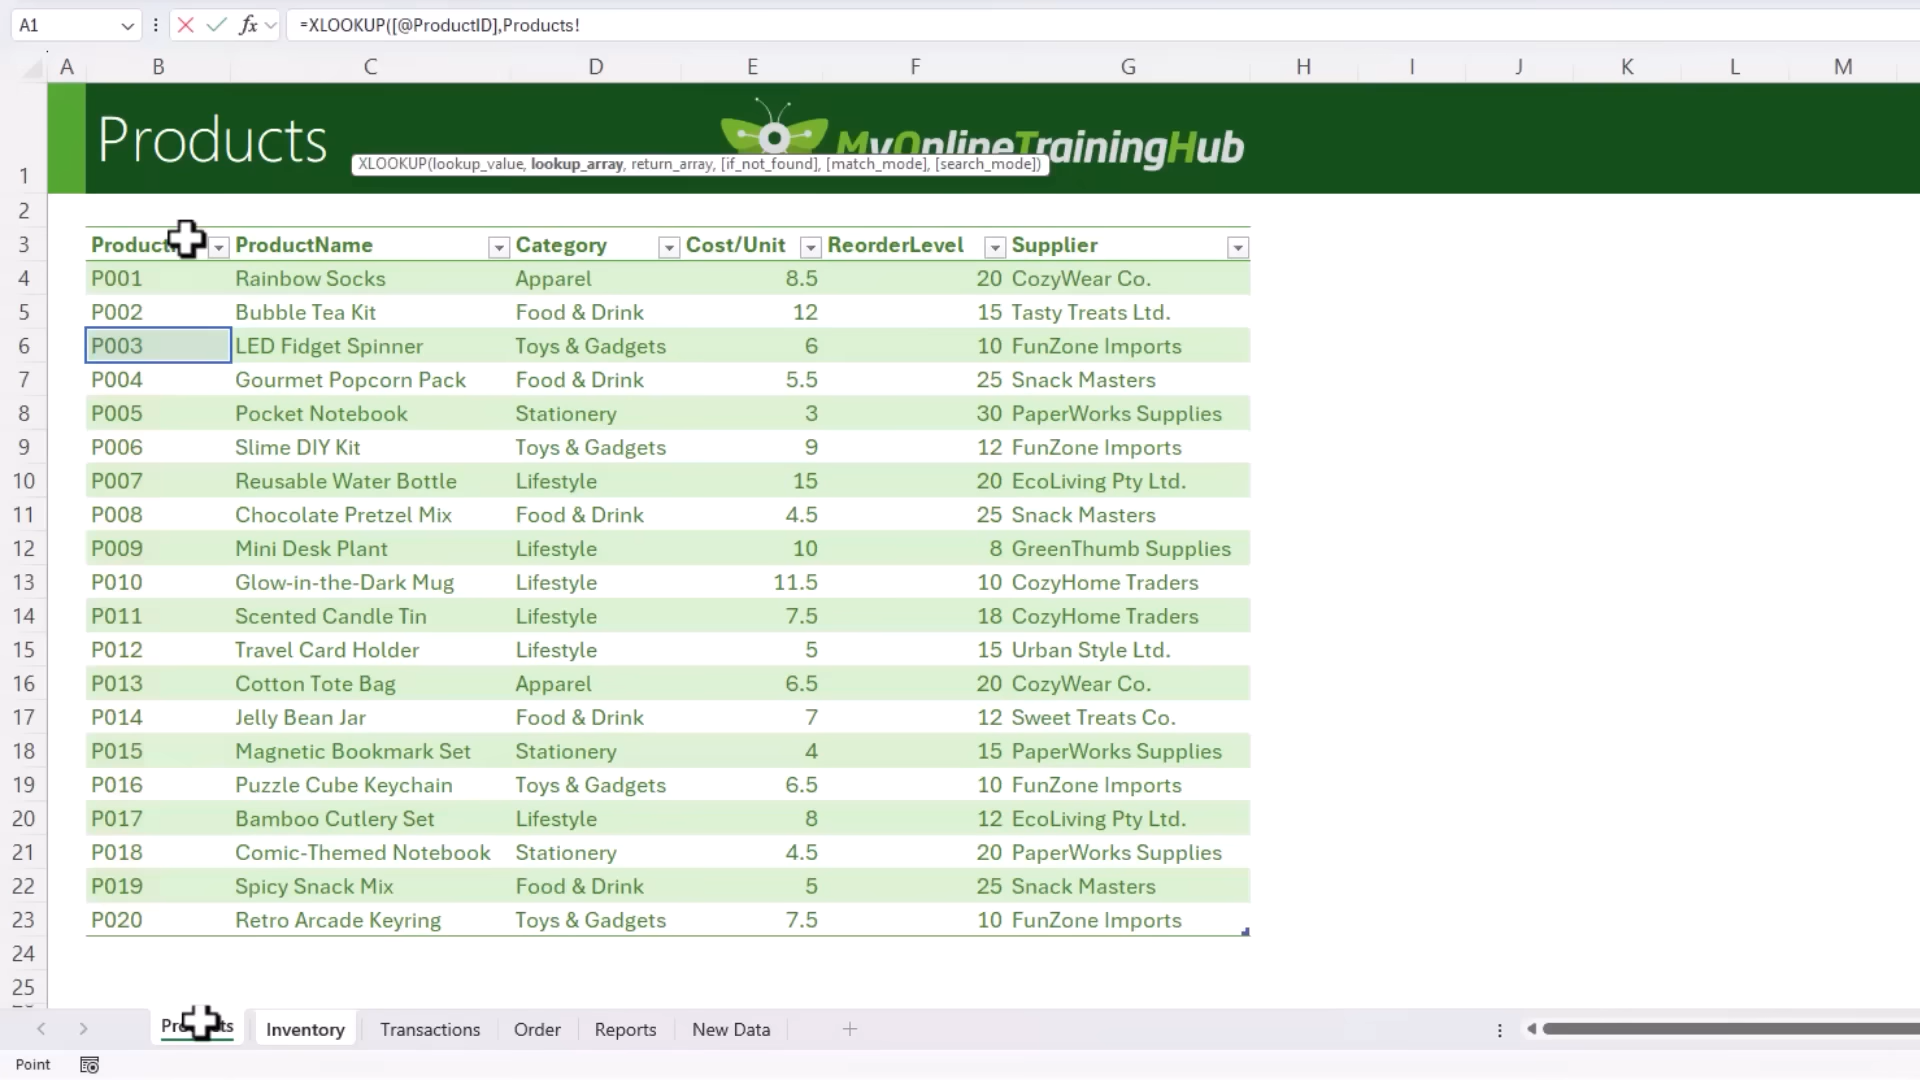 A1 fx =XLOOKUP([@ProductID],Products!
A B C D E F G H I J K L M
1 Products MyOnlineTrainingHub
XLOOKUP(lookup_value, lookup_array, return_array, [if_not_found], [match_mode], [search_mode])
2
3 Product ProductName Category Cost/Unit ReorderLevel Supplier
4 P001 Rainbow Socks Apparel 8.5 20 CozyWear Co.
5 P002 Bubble Tea Kit Food & Drink 12 15 Tasty Treats Ltd.
6 P003 LED Fidget Spinner Toys & Gadgets 6 10 FunZone Imports
7 P004 Gourmet Popcorn Pack Food & Drink 5.5 25 Snack Masters
8 P005 Pocket Notebook Stationery 3 30 PaperWorks Supplies
9 P006 Slime DIY Kit Toys & Gadgets 9 12 FunZone Imports
10 P007 Reusable Water Bottle Lifestyle 15 20 EcoLiving Pty Ltd.
11 P008 Chocolate Pretzel Mix Food & Drink 4.5 25 Snack Masters
12 P009 Mini Desk Plant Lifestyle 10 8 GreenThumb Supplies
13 P010 Glow-in-the-Dark Mug Lifestyle 11.5 10 CozyHome Traders
14 P011 Scented Candle Tin Lifestyle 7.5 18 CozyHome Traders
15 P012 Travel Card Holder Lifestyle 5 15 Urban Style Ltd.
16 P013 Cotton Tote Bag Apparel 6.5 20 CozyWear Co.
17 P014 Jelly Bean Jar Food & Drink 7 12 Sweet Treats Co.
18 P015 Magnetic Bookmark Set Stationery 4 15 PaperWorks Supplies
19 P016 Puzzle Cube Keychain Toys & Gadgets 6.5 10 FunZone Imports
20 P017 Bamboo Cutlery Set Lifestyle 8 12 EcoLiving Pty Ltd.
21 P018 Comic-Themed Notebook Stationery 4.5 20 PaperWorks Supplies
22 P019 Spicy Snack Mix Food & Drink 5 25 Snack Masters
23 P020 Retro Arcade Keyring Toys & Gadgets 7.5 10 FunZone Imports
24
25
Products Inventory Transactions Order Reports New Data
Point